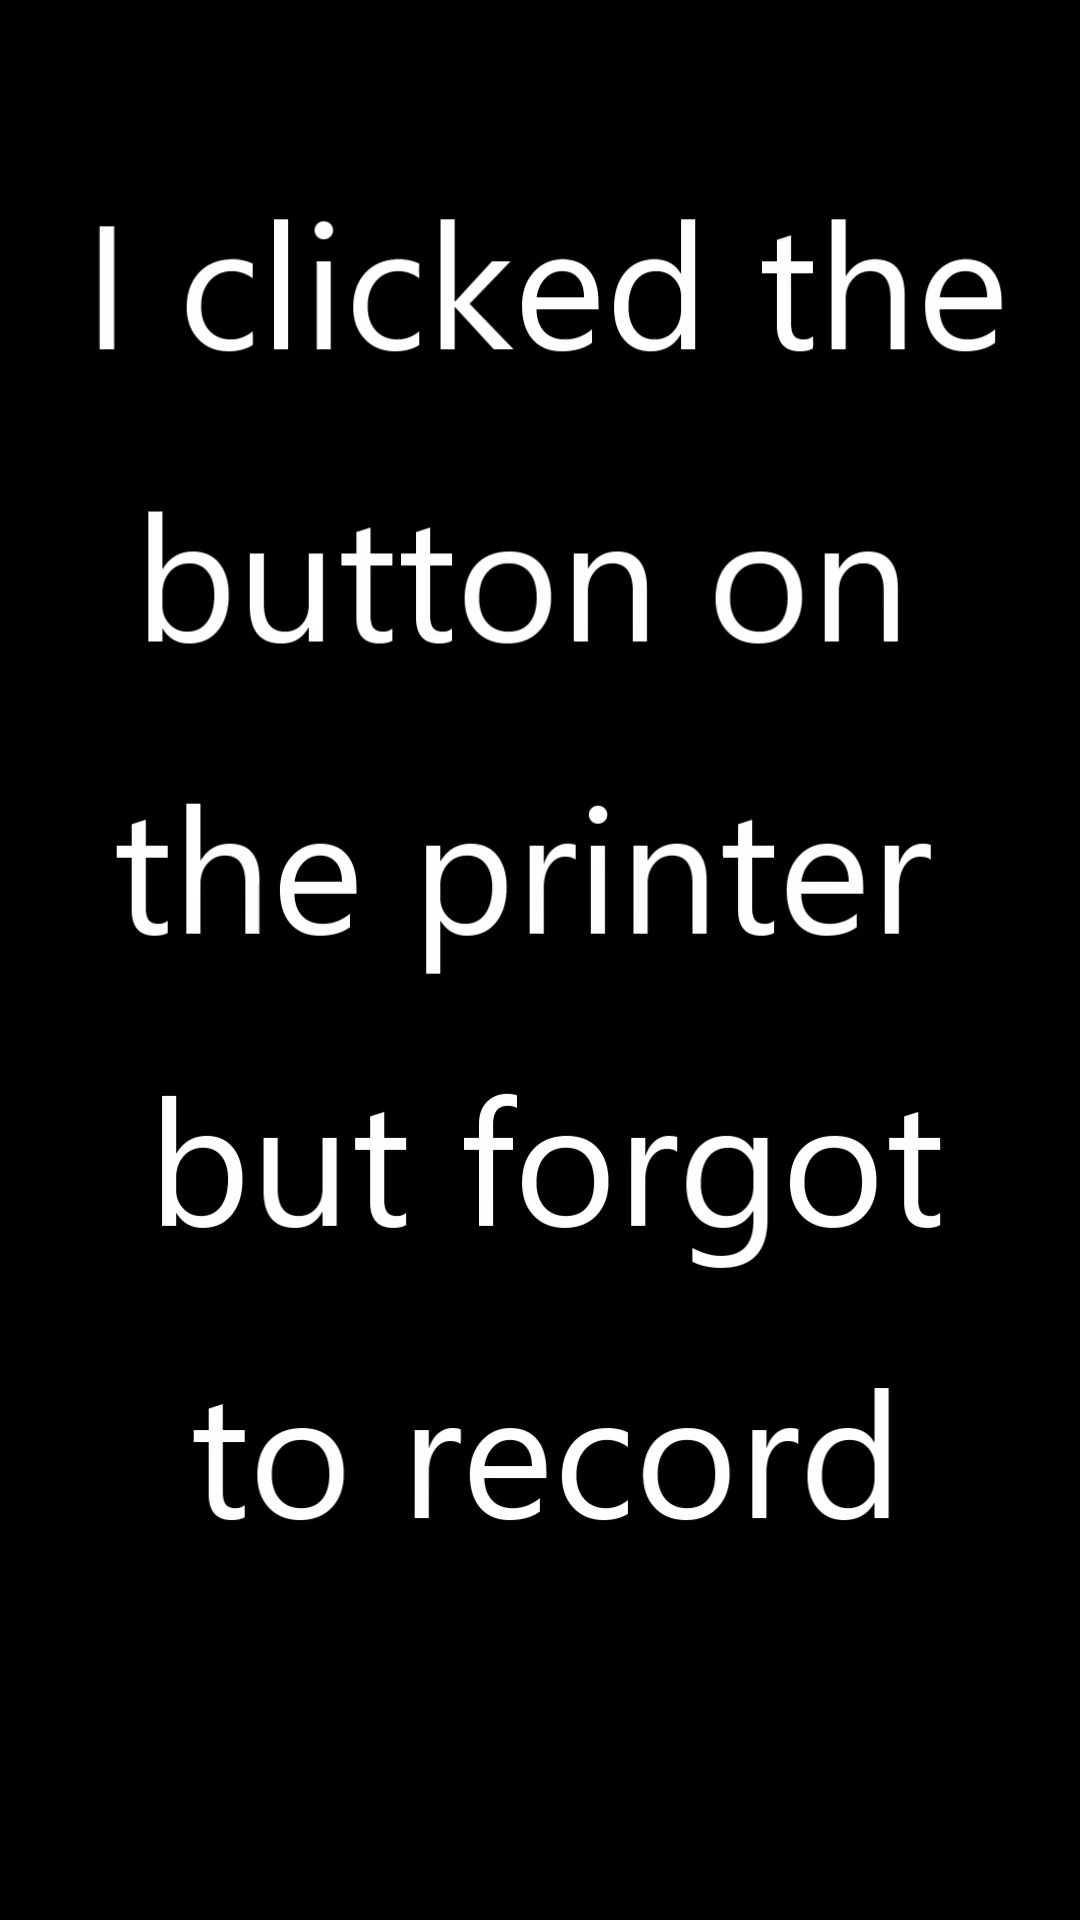 I clicked the
button on
the printer
but forgot
to record